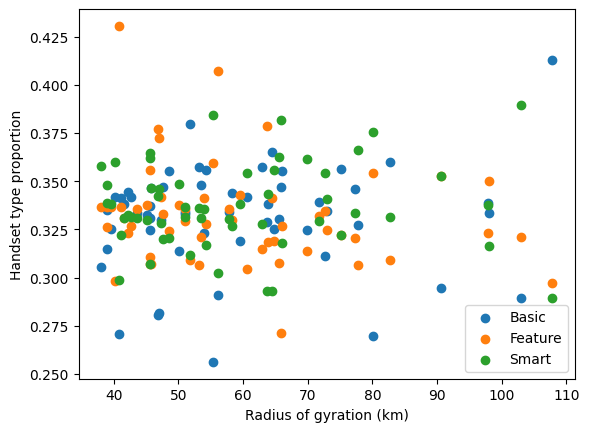 0.425
0.400
0.375
0.350
0.325
0.300
0.275
0.250
Handset type proportion
Basic
Feature
Smart
40 50 60 70 80 90 100 110
Radius of gyration (km)